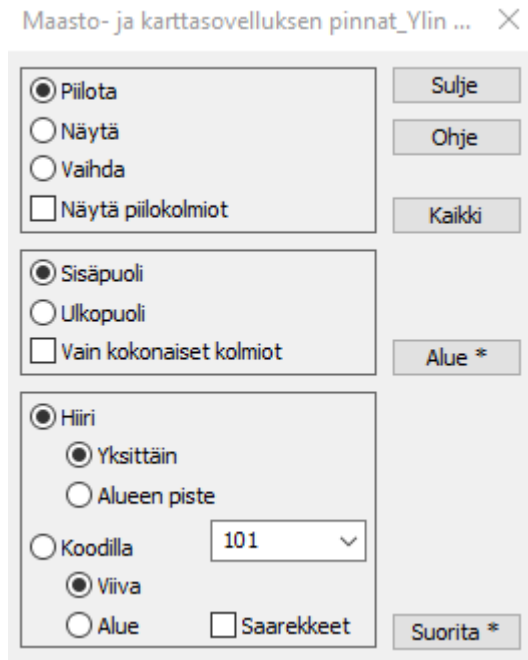 Maasto- ja karttasovelluksen pinnat_Ylin ...
Piilota
Sulje
Näytä
Ohje
Vaihda
Näytä piilokolmiot
Kaikki
Sisäpuoli
Ulkopuoli
Vain kokonaiset kolmiot
Alue *
Hiiri
Yksittäin
Alueen piste
Koodilla 101
Viiva
Alue Saarekkeet
Suorita *